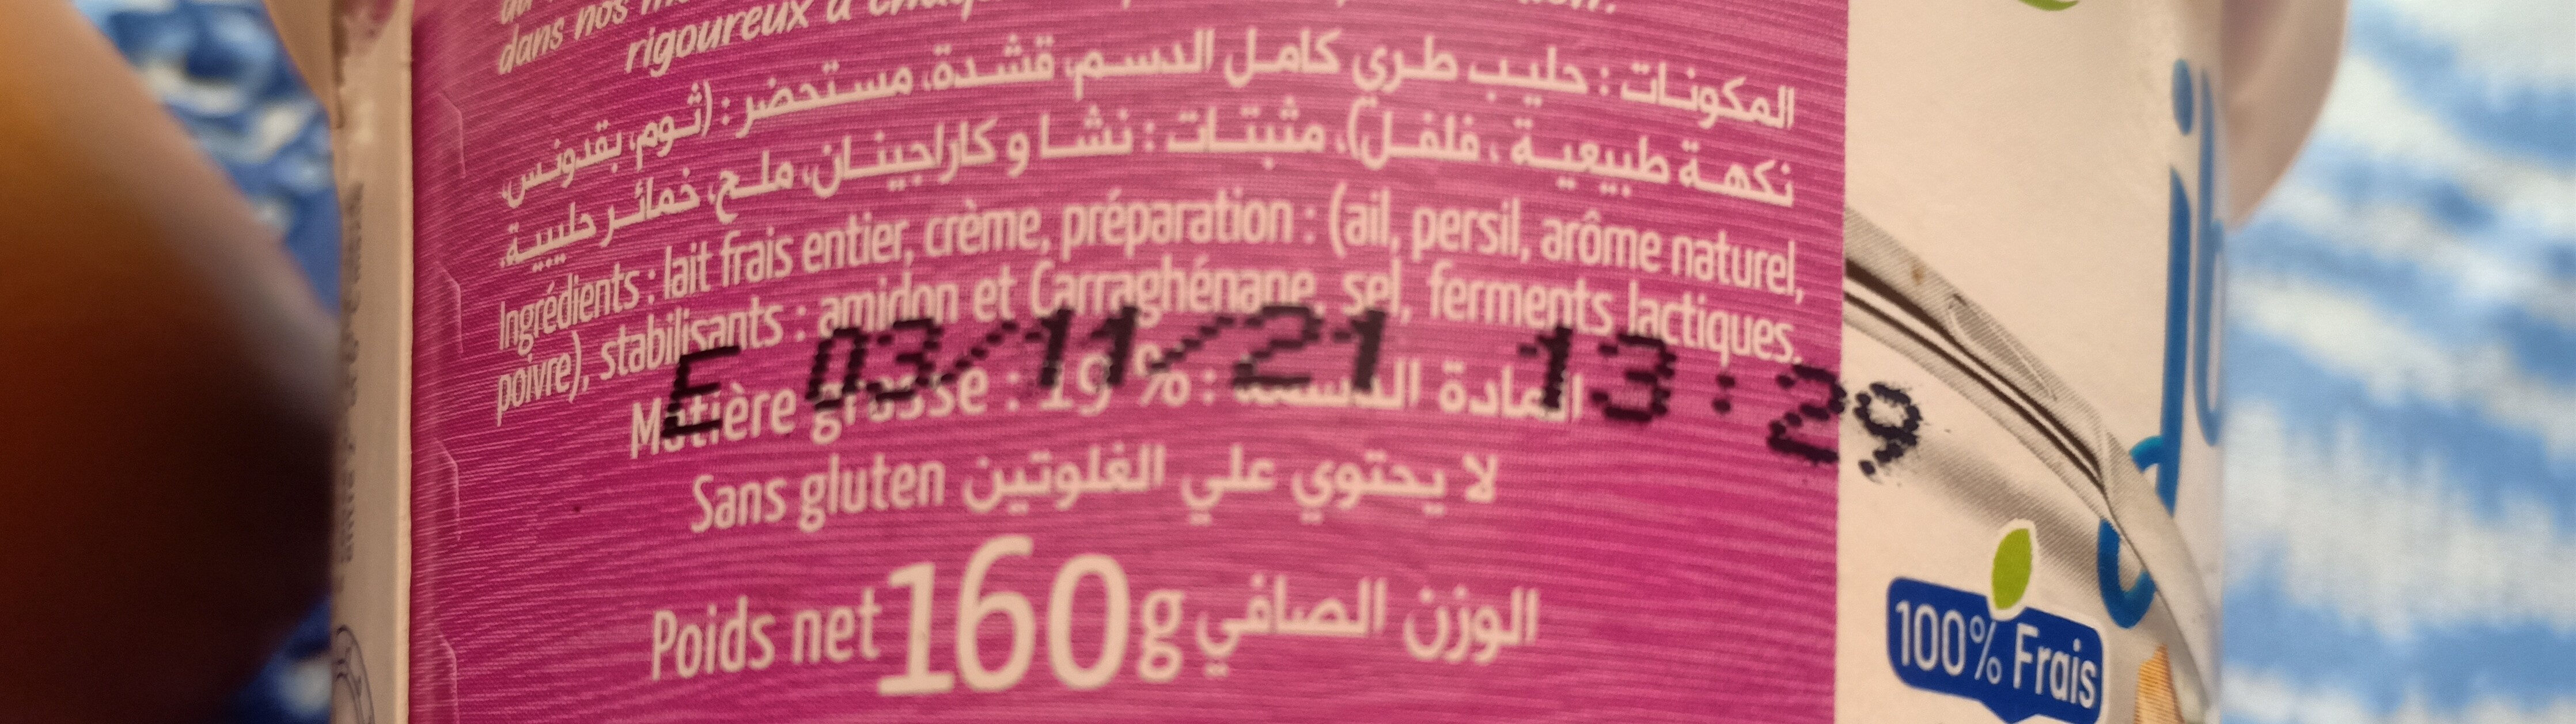 dans nos
rigoureux à
المكونات : حليب طري كامل الدسم، قشدة، مستحضر : (ثوم، بقدونس،
نكهة طبيعية، فلفل)، مثبتات : نشا و كاراجينان، ملح، خمائر حليبية.
Ingrédients : lait frais entier, crème, préparation : (ail, persil, arôme naturel,
poivre), stabilisants : amidon et Carraghénane, sel, ferments lactiques.
E 03/11/21 13:29
Matière grasse : 19 % : المادة الدسمة
Sans gluten لا يحتوي علي الغلوتين
Poids net 160g الوزن الصافي
jb
100% Frais